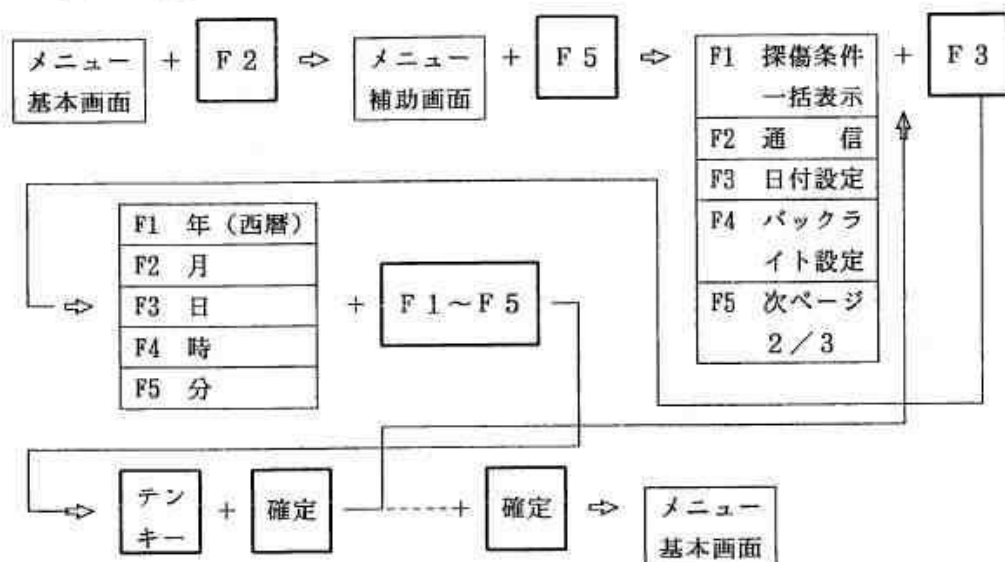 メニュー
基本画面
+
F 2
⇨
メニュー
補助画面
+
F 5
⇨
F1 探傷条件
一括表示
F2 通　信
F3 日付設定
F4 バックラ
イト設定
F5 次ページ
2／3
+
F 3
⇨
F1 年（西暦）
F2 月
F3 日
F4 時
F5 分
+
F 1～F 5
⇨
テン
キー
+
確定
+
確定
⇨
メニュー
基本画面